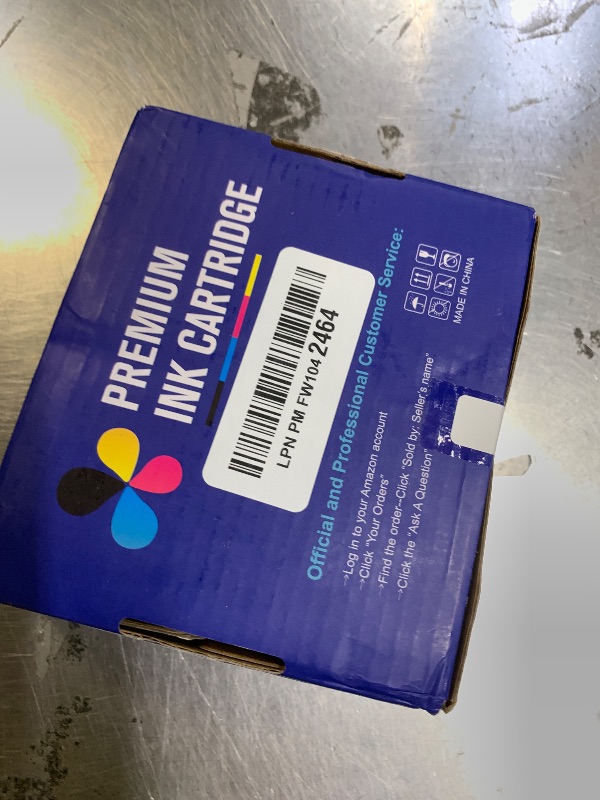 PREMIUM
INK CARTRIDGE
LPN PM FW104 2464
Official and Professional Customer Service:
→Log in to your Amazon account
→Click "Your Orders"
→Find the order--Click "Sold by: Seller's name"
→Click the "Ask A Question"
MADE IN CHINA